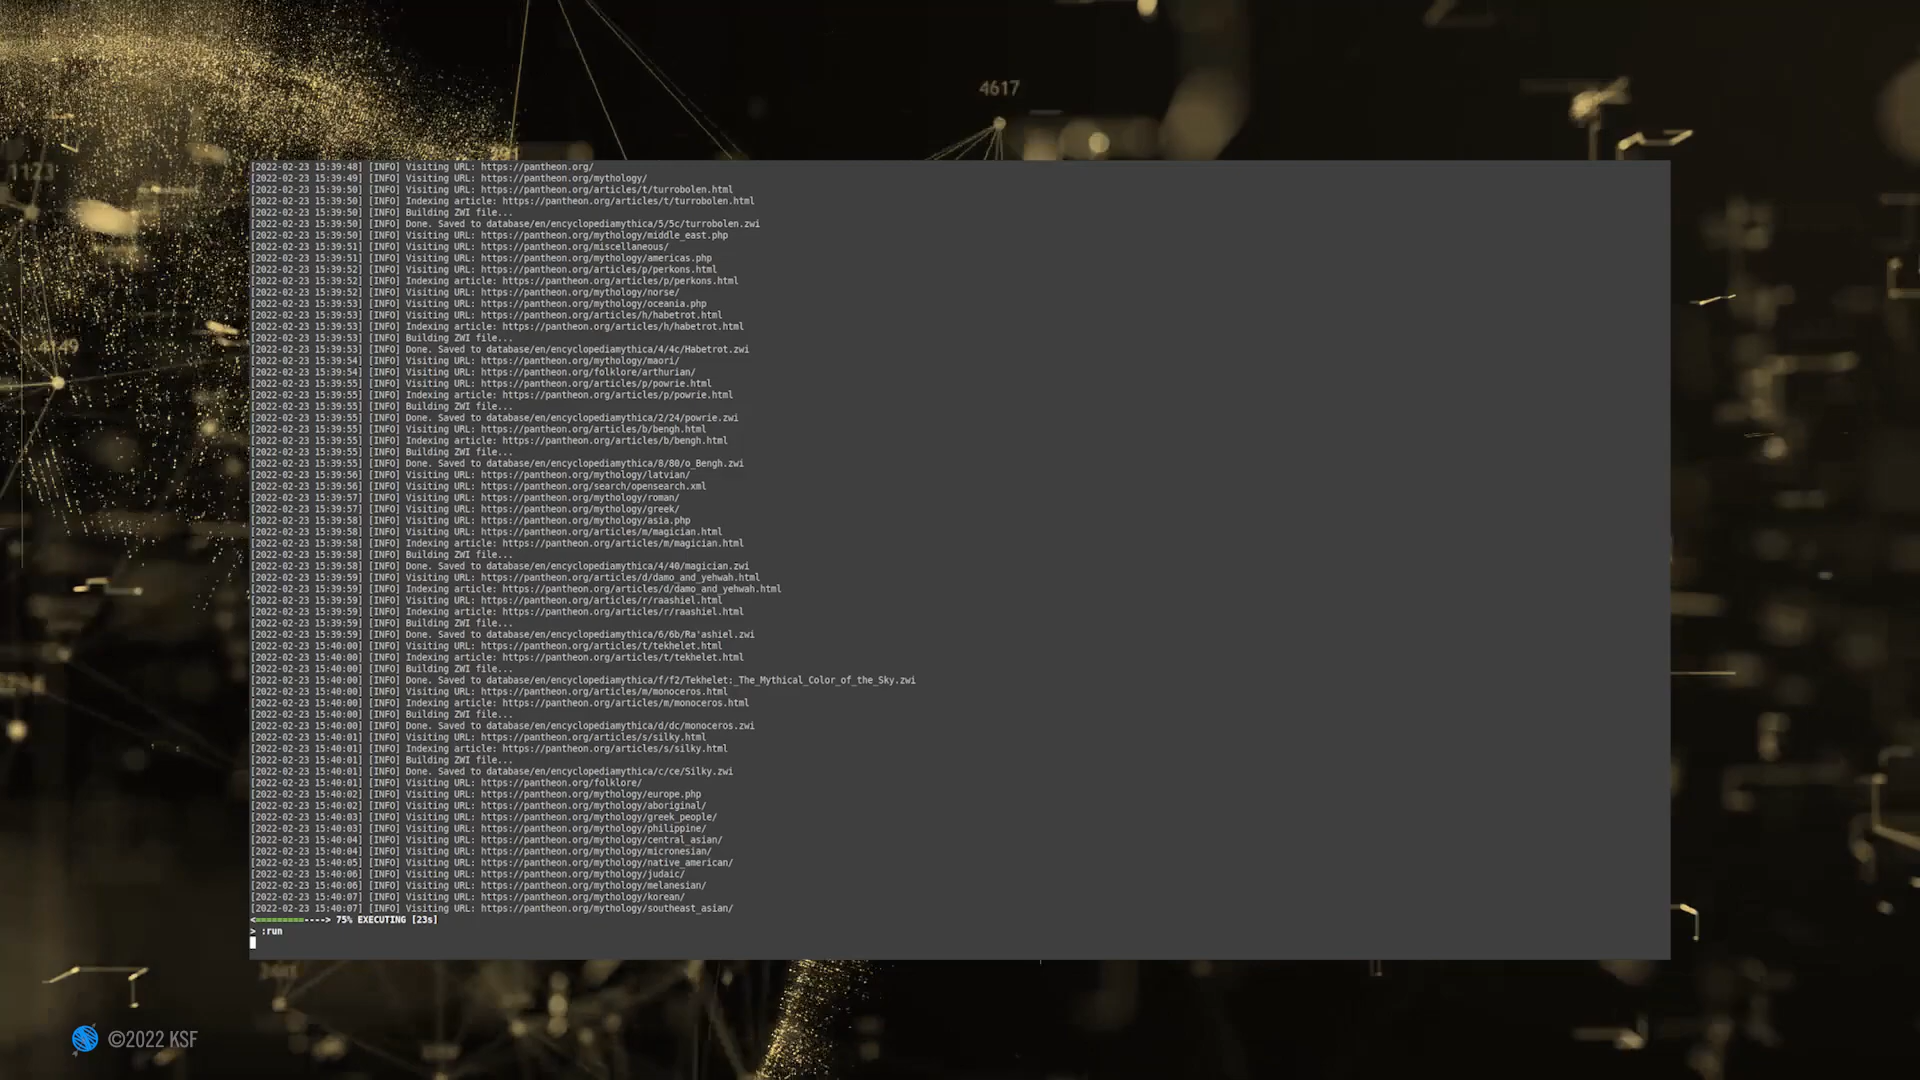 4617
1123
4149
[2022-02-23 15:39:48] [INFO] Visiting URL: https://pantheon.org/
[2022-02-23 15:39:49] [INFO] Visiting URL: https://pantheon.org/mythology/
[2022-02-23 15:39:50] [INFO] Visiting URL: https://pantheon.org/articles/t/turrobolen.html
[2022-02-23 15:39:50] [INFO] Indexing article: https://pantheon.org/articles/t/turrobolen.html
[2022-02-23 15:39:50] [INFO] Building ZWI file...
[2022-02-23 15:39:50] [INFO] Done. Saved to database/en/encyclopediamythica/5/5c/turrobolen.zwi
[2022-02-23 15:39:50] [INFO] Visiting URL: https://pantheon.org/mythology/middle_east.php
[2022-02-23 15:39:51] [INFO] Visiting URL: https://pantheon.org/miscellaneous/
[2022-02-23 15:39:51] [INFO] Visiting URL: https://pantheon.org/mythology/americas.php
[2022-02-23 15:39:52] [INFO] Visiting URL: https://pantheon.org/articles/p/perkons.html
[2022-02-23 15:39:52] [INFO] Indexing article: https://pantheon.org/articles/p/perkons.html
[2022-02-23 15:39:52] [INFO] Visiting URL: https://pantheon.org/mythology/norse/
[2022-02-23 15:39:53] [INFO] Visiting URL: https://pantheon.org/mythology/oceania.php
[2022-02-23 15:39:53] [INFO] Visiting URL: https://pantheon.org/articles/h/habetrot.html
[2022-02-23 15:39:53] [INFO] Indexing article: https://pantheon.org/articles/h/habetrot.html
[2022-02-23 15:39:53] [INFO] Building ZWI file...
[2022-02-23 15:39:53] [INFO] Done. Saved to database/en/encyclopediamythica/4/4c/Habetrot.zwi
[2022-02-23 15:39:54] [INFO] Visiting URL: https://pantheon.org/mythology/maori/
[2022-02-23 15:39:54] [INFO] Visiting URL: https://pantheon.org/folklore/arthurian/
[2022-02-23 15:39:55] [INFO] Visiting URL: https://pantheon.org/articles/p/powrie.html
[2022-02-23 15:39:55] [INFO] Indexing article: https://pantheon.org/articles/p/powrie.html
[2022-02-23 15:39:55] [INFO] Building ZWI file...
[2022-02-23 15:39:55] [INFO] Done. Saved to database/en/encyclopediamythica/2/24/powrie.zwi
[2022-02-23 15:39:55] [INFO] Visiting URL: https://pantheon.org/articles/b/bengh.html
[2022-02-23 15:39:55] [INFO] Indexing article: https://pantheon.org/articles/b/bengh.html
[2022-02-23 15:39:55] [INFO] Building ZWI file...
[2022-02-23 15:39:55] [INFO] Done. Saved to database/en/encyclopediamythica/8/80/o_Bengh.zwi
[2022-02-23 15:39:56] [INFO] Visiting URL: https://pantheon.org/mythology/latvian/
[2022-02-23 15:39:56] [INFO] Visiting URL: https://pantheon.org/search/opensearch.xml
[2022-02-23 15:39:57] [INFO] Visiting URL: https://pantheon.org/mythology/roman/
[2022-02-23 15:39:57] [INFO] Visiting URL: https://pantheon.org/mythology/greek/
[2022-02-23 15:39:58] [INFO] Visiting URL: https://pantheon.org/mythology/asia.php
[2022-02-23 15:39:58] [INFO] Visiting URL: https://pantheon.org/articles/m/magician.html
[2022-02-23 15:39:58] [INFO] Indexing article: https://pantheon.org/articles/m/magician.html
[2022-02-23 15:39:58] [INFO] Building ZWI file...
[2022-02-23 15:39:58] [INFO] Done. Saved to database/en/encyclopediamythica/4/40/magician.zwi
[2022-02-23 15:39:59] [INFO] Visiting URL: https://pantheon.org/articles/d/damo_and_yehwah.html
[2022-02-23 15:39:59] [INFO] Indexing article: https://pantheon.org/articles/d/damo_and_yehwah.html
[2022-02-23 15:39:59] [INFO] Visiting URL: https://pantheon.org/articles/r/raashiel.html
[2022-02-23 15:39:59] [INFO] Indexing article: https://pantheon.org/articles/r/raashiel.html
[2022-02-23 15:39:59] [INFO] Building ZWI file...
[2022-02-23 15:39:59] [INFO] Done. Saved to database/en/encyclopediamythica/6/6b/Ra'ashiel.zwi
[2022-02-23 15:40:00] [INFO] Visiting URL: https://pantheon.org/articles/t/tekhelet.html
[2022-02-23 15:40:00] [INFO] Indexing article: https://pantheon.org/articles/t/tekhelet.html
[2022-02-23 15:40:00] [INFO] Building ZWI file...
[2022-02-23 15:40:00] [INFO] Done. Saved to database/en/encyclopediamythica/f/f2/Tekhelet:_The_Mythical_Color_of_the_Sky.zwi
[2022-02-23 15:40:00] [INFO] Visiting URL: https://pantheon.org/articles/m/monoceros.html
[2022-02-23 15:40:00] [INFO] Indexing article: https://pantheon.org/articles/m/monoceros.html
[2022-02-23 15:40:00] [INFO] Building ZWI file...
[2022-02-23 15:40:00] [INFO] Done. Saved to database/en/encyclopediamythica/d/dc/monoceros.zwi
[2022-02-23 15:40:01] [INFO] Visiting URL: https://pantheon.org/articles/s/silky.html
[2022-02-23 15:40:01] [INFO] Indexing article: https://pantheon.org/articles/s/silky.html
[2022-02-23 15:40:01] [INFO] Building ZWI file...
[2022-02-23 15:40:01] [INFO] Done. Saved to database/en/encyclopediamythica/c/ce/Silky.zwi
[2022-02-23 15:40:01] [INFO] Visiting URL: https://pantheon.org/folklore/
[2022-02-23 15:40:02] [INFO] Visiting URL: https://pantheon.org/mythology/europe.php
[2022-02-23 15:40:02] [INFO] Visiting URL: https://pantheon.org/mythology/aboriginal/
[2022-02-23 15:40:03] [INFO] Visiting URL: https://pantheon.org/mythology/greek_people/
[2022-02-23 15:40:03] [INFO] Visiting URL: https://pantheon.org/mythology/philippine/
[2022-02-23 15:40:04] [INFO] Visiting URL: https://pantheon.org/mythology/central_asian/
[2022-02-23 15:40:04] [INFO] Visiting URL: https://pantheon.org/mythology/micronesian/
[2022-02-23 15:40:05] [INFO] Visiting URL: https://pantheon.org/mythology/native_american/
[2022-02-23 15:40:06] [INFO] Visiting URL: https://pantheon.org/mythology/judaic/
[2022-02-23 15:40:06] [INFO] Visiting URL: https://pantheon.org/mythology/melanesian/
[2022-02-23 15:40:07] [INFO] Visiting URL: https://pantheon.org/mythology/korean/
[2022-02-23 15:40:07] [INFO] Visiting URL: https://pantheon.org/mythology/southeast_asian/
<=========----> 75% EXECUTING [23s]
> :run
©2022 KSF